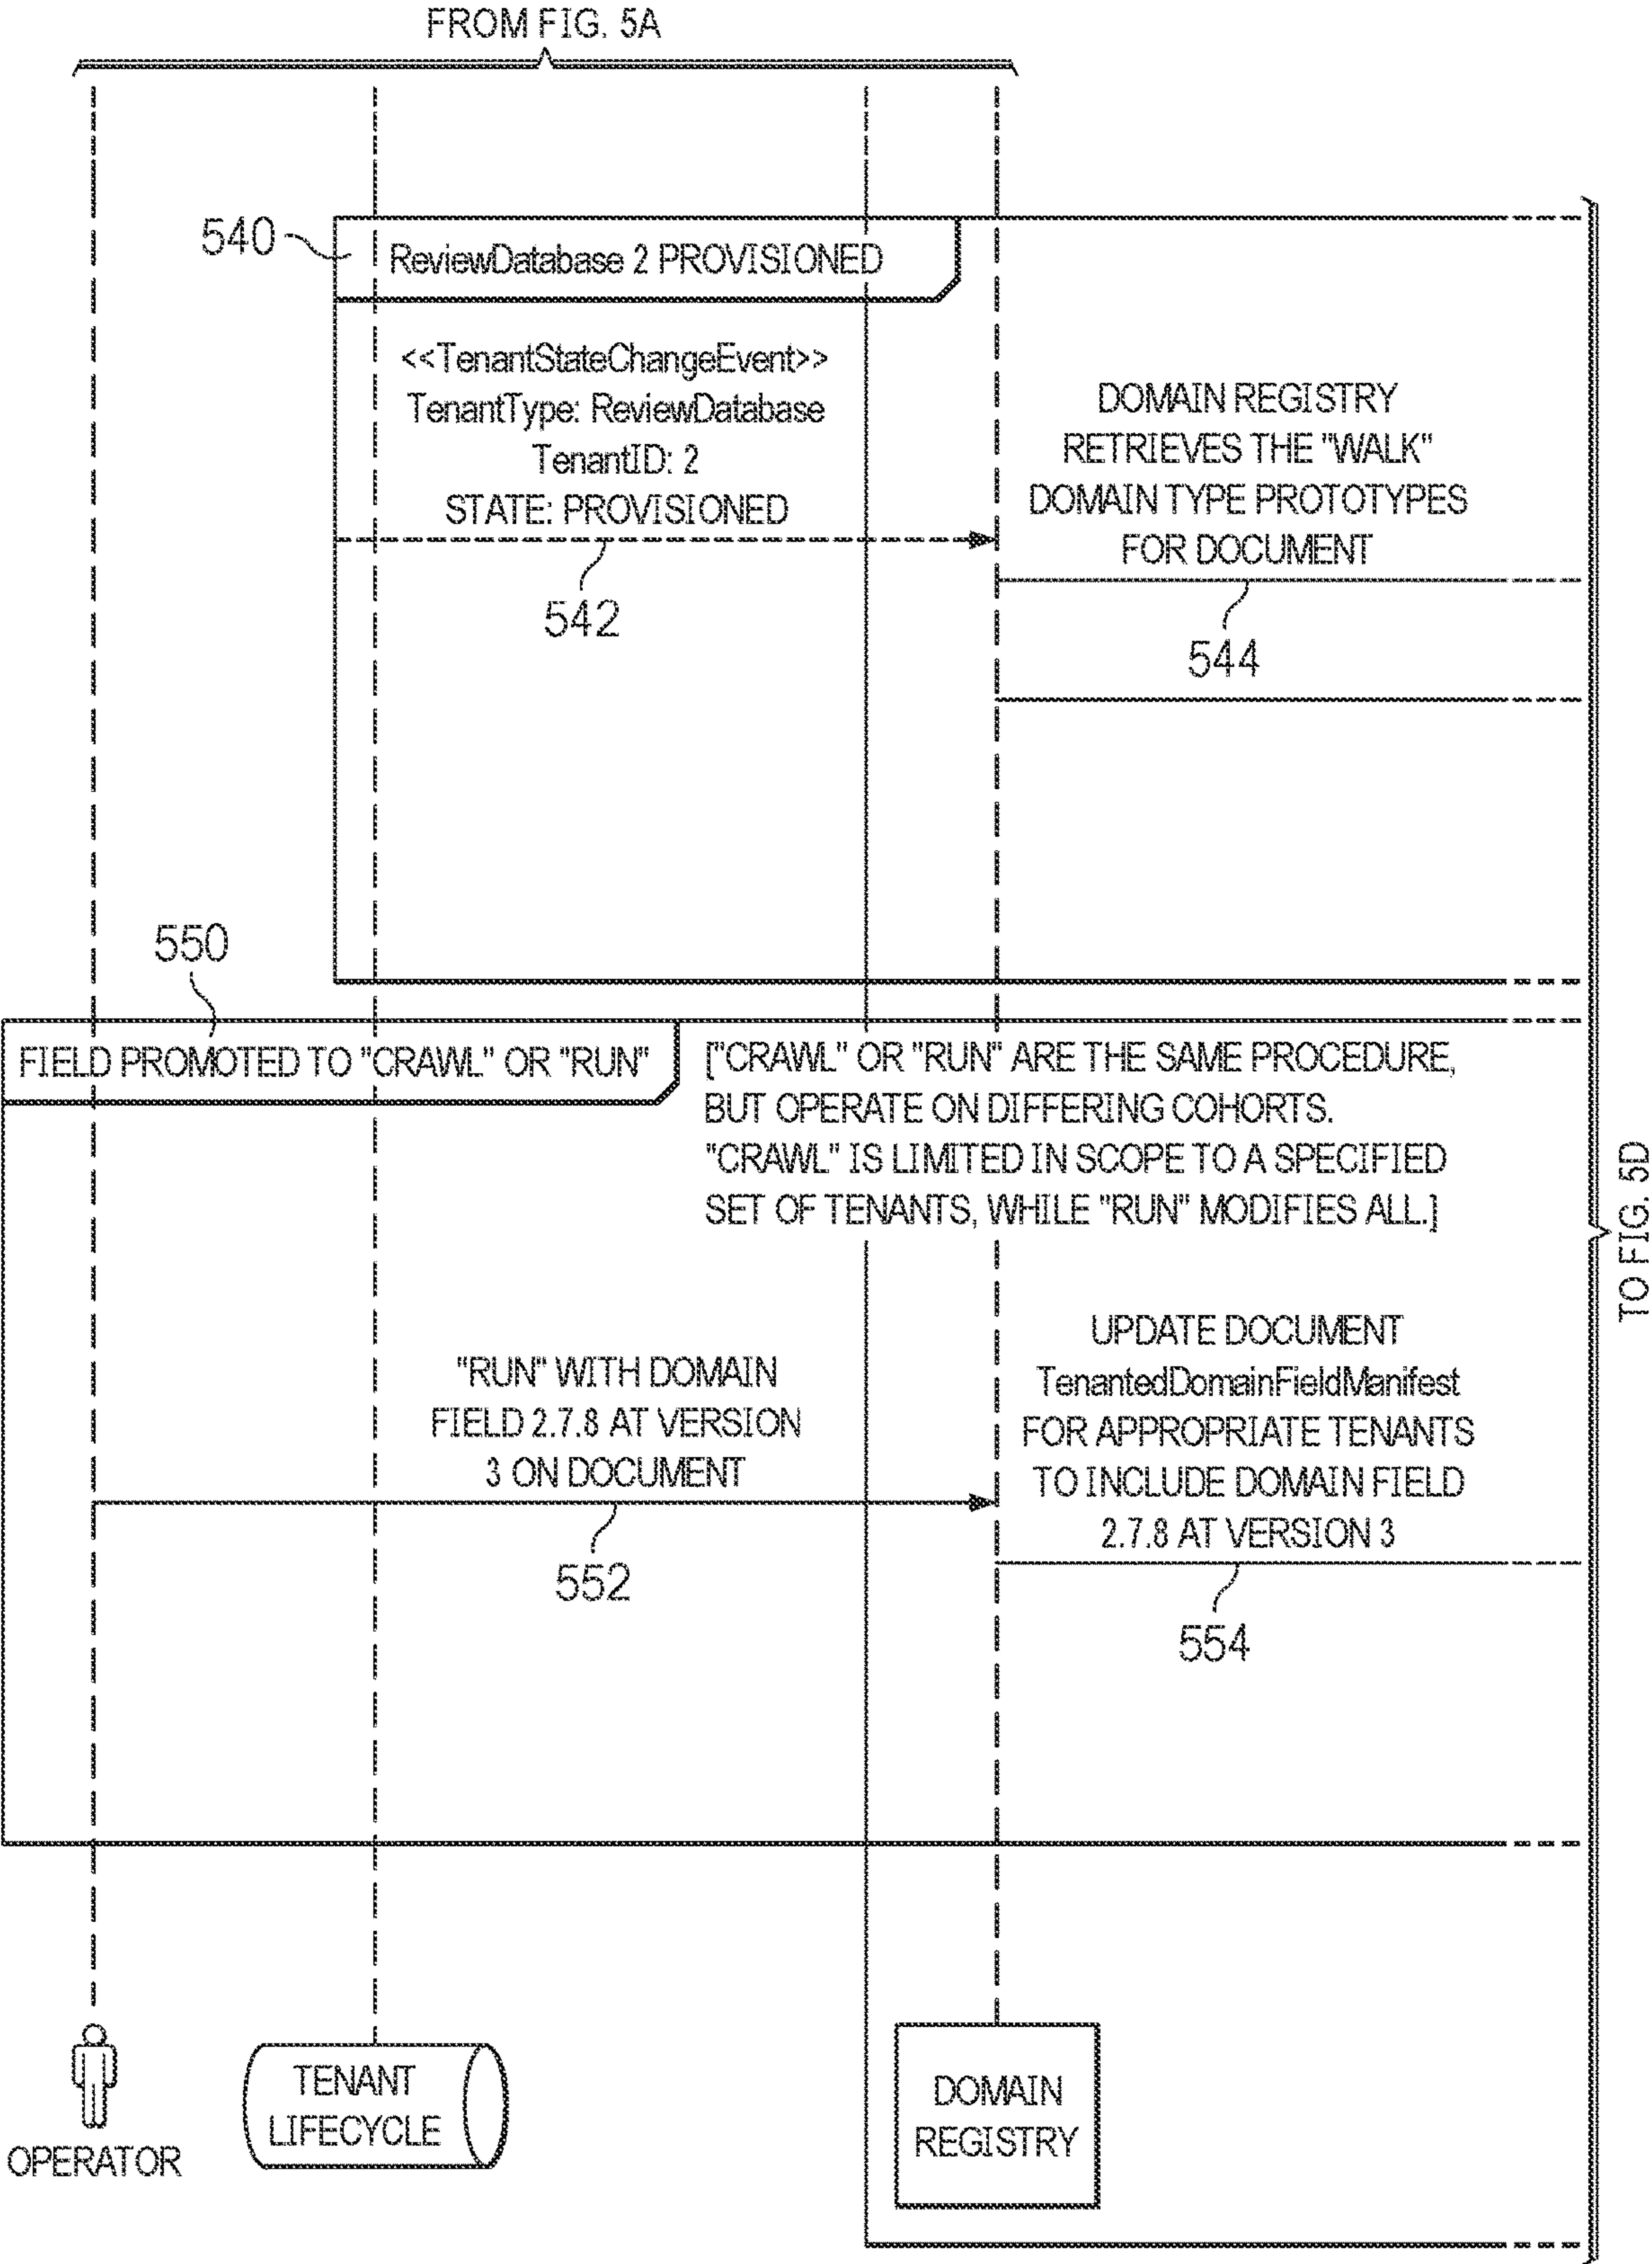 FROM FIG. 5A
540
ReviewDatabase 2 PROVISIONED
<<TenantStateChangeEvent>>
TenantType: ReviewDatabase
TenantID: 2
STATE: PROVISIONED
542
DOMAIN REGISTRY
RETRIEVES THE "WALK"
DOMAIN TYPE PROTOTYPES
FOR DOCUMENT
544
550
FIELD PROMOTED TO "CRAWL" OR "RUN"
["CRAWL" OR "RUN" ARE THE SAME PROCEDURE,
BUT OPERATE ON DIFFERING COHORTS.
"CRAWL" IS LIMITED IN SCOPE TO A SPECIFIED
SET OF TENANTS, WHILE "RUN" MODIFIES ALL.]
TO FIG. 5D
"RUN" WITH DOMAIN
FIELD 2.7.8 AT VERSION
3 ON DOCUMENT
552
UPDATE DOCUMENT
TenantedDomainFieldManifest
FOR APPROPRIATE TENANTS
TO INCLUDE DOMAIN FIELD
2.7.8 AT VERSION 3
554
OPERATOR
TENANT
LIFECYCLE
DOMAIN
REGISTRY